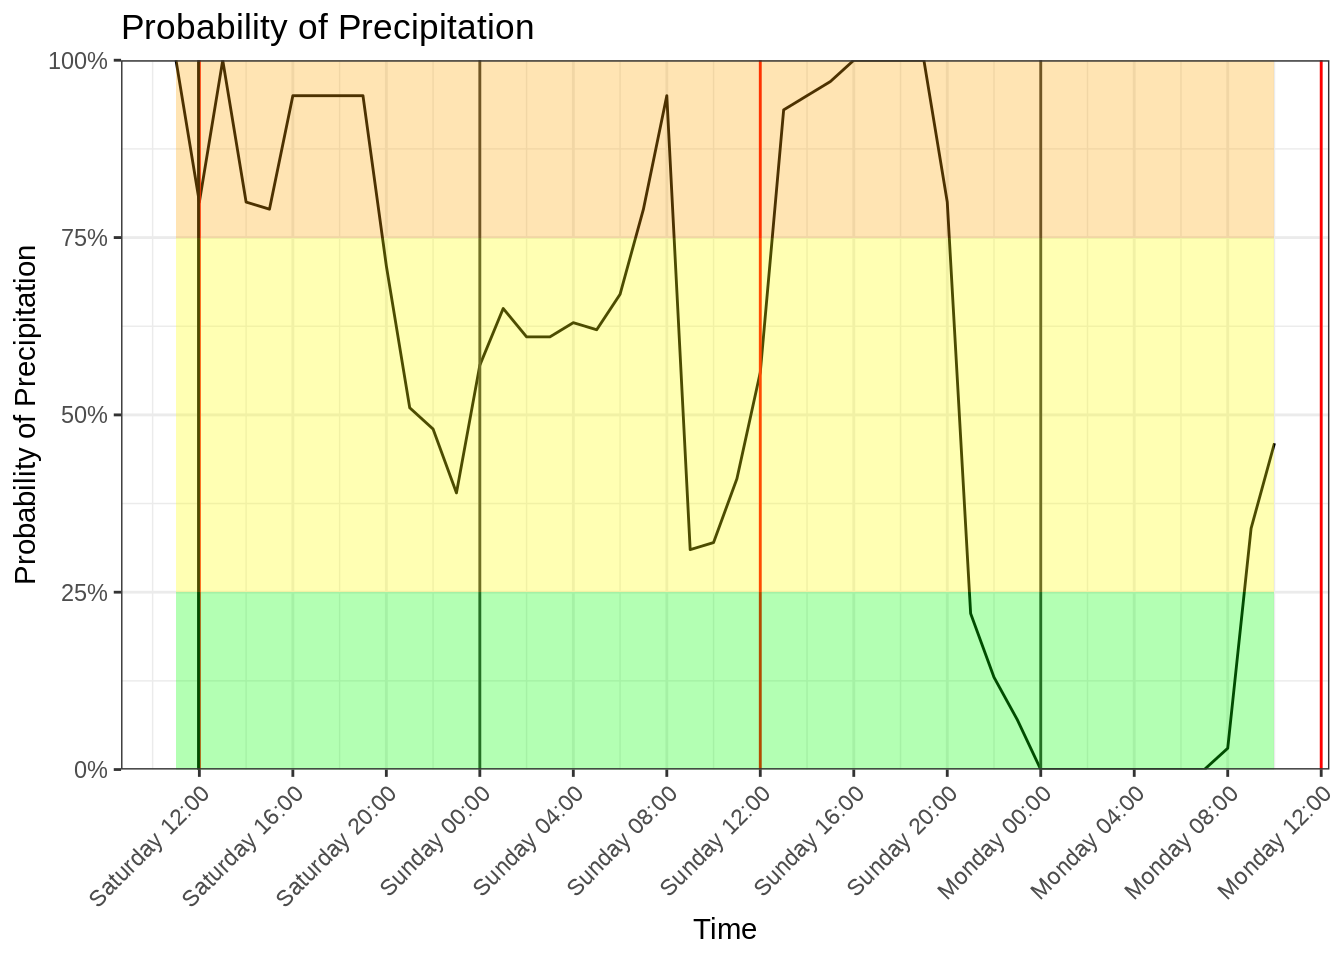 Probability of Precipitation
Probability of Precipitation
100%
75%
50%
25%
0%
Saturday 12:00
Saturday 16:00
Saturday 20:00
Sunday 00:00
Sunday 04:00
Sunday 08:00
Sunday 12:00
Sunday 16:00
Sunday 20:00
Monday 00:00
Monday 04:00
Monday 08:00
Monday 12:00
Time